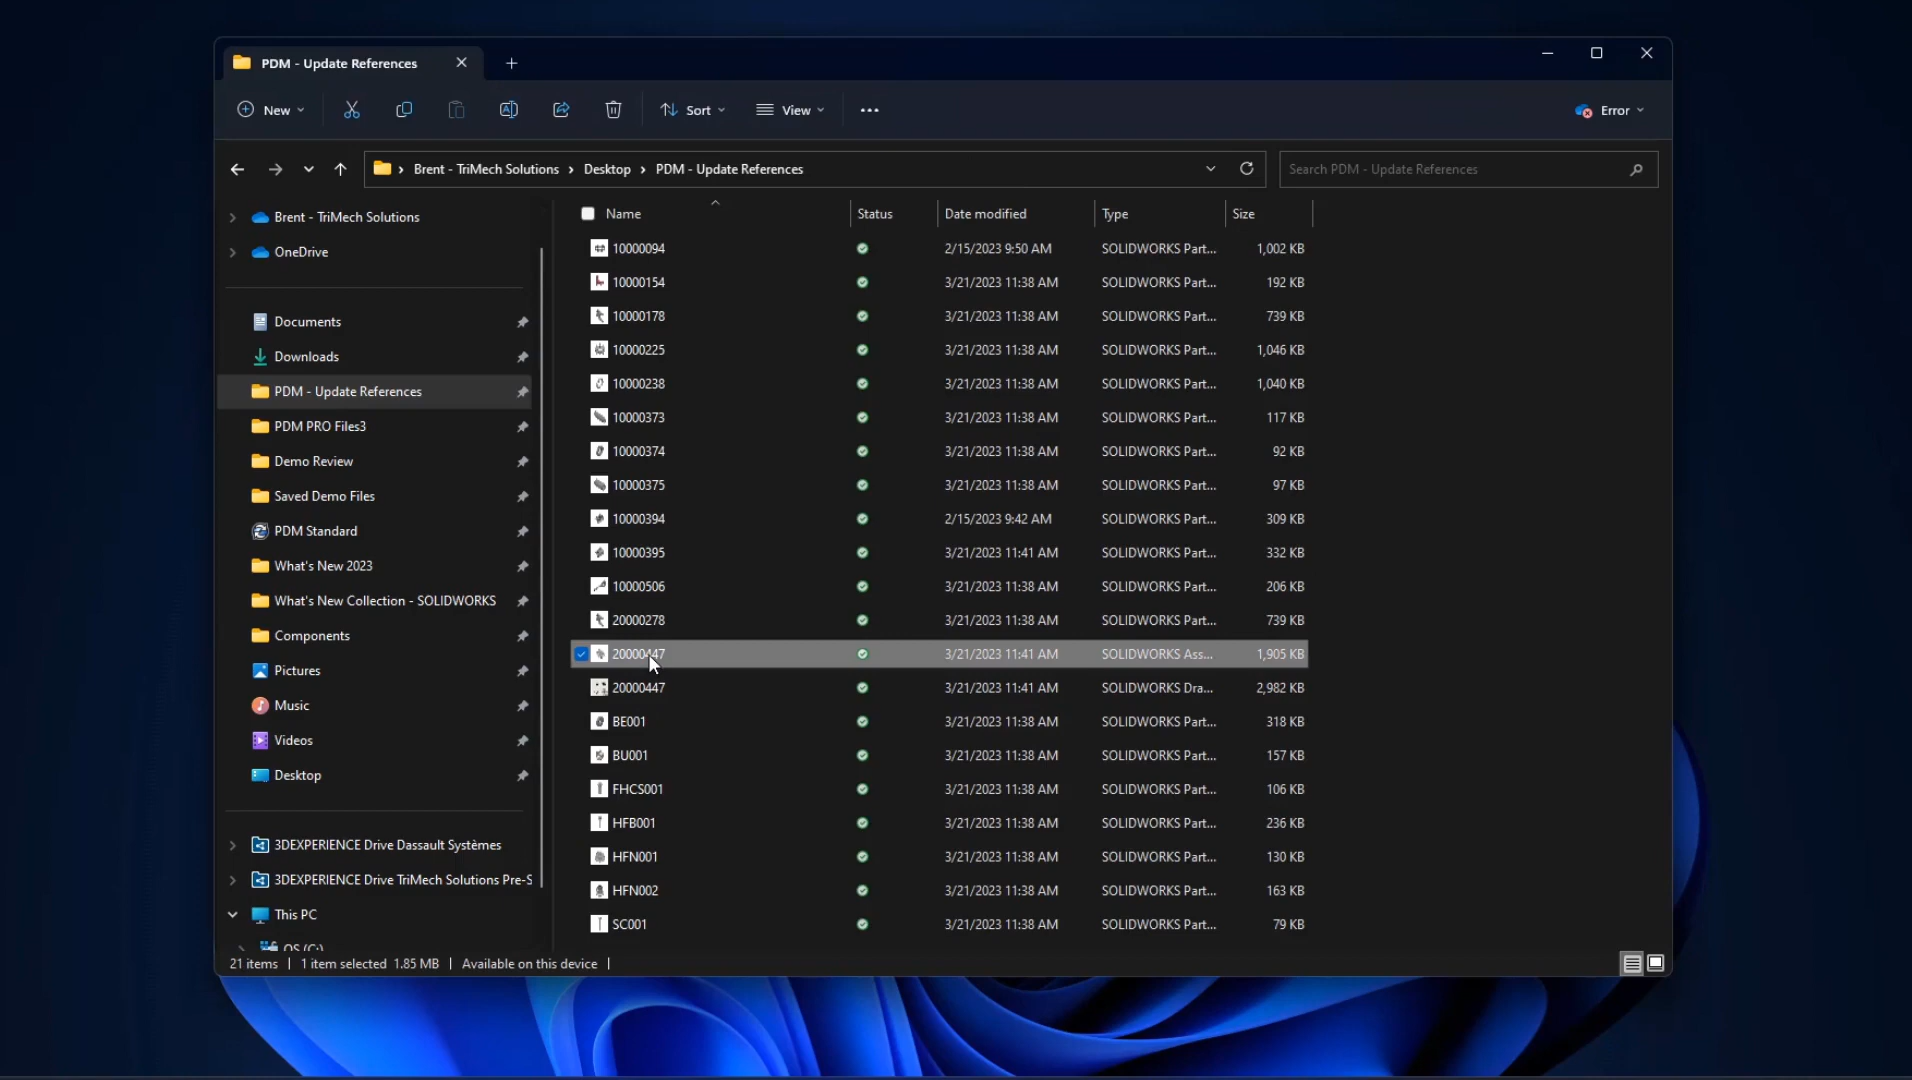 PDM - Update References
New
Sort
View
Error
Brent - TriMech Solutions > Desktop > PDM - Update References
Search PDM - Update References
Brent - TriMech Solutions
OneDrive
Documents
Downloads
PDM - Update References
PDM PRO Files3
Demo Review
Saved Demo Files
PDM Standard
What's New 2023
What's New Collection - SOLIDWORKS
Components
Pictures
Music
Videos
Desktop
3DEXPERIENCE Drive Dassault Systèmes
3DEXPERIENCE Drive TriMech Solutions Pre-S
This PC
OS (C:)
Name Status Date modified Type Size
10000094 2/15/2023 9:50 AM SOLIDWORKS Part... 1,002 KB
10000154 3/21/2023 11:38 AM SOLIDWORKS Part... 192 KB
10000178 3/21/2023 11:38 AM SOLIDWORKS Part... 739 KB
10000225 3/21/2023 11:38 AM SOLIDWORKS Part... 1,046 KB
10000238 3/21/2023 11:38 AM SOLIDWORKS Part... 1,040 KB
10000373 3/21/2023 11:38 AM SOLIDWORKS Part... 117 KB
10000374 3/21/2023 11:38 AM SOLIDWORKS Part... 92 KB
10000375 3/21/2023 11:38 AM SOLIDWORKS Part... 97 KB
10000394 2/15/2023 9:42 AM SOLIDWORKS Part... 309 KB
10000395 3/21/2023 11:41 AM SOLIDWORKS Part... 332 KB
10000506 3/21/2023 11:38 AM SOLIDWORKS Part... 206 KB
20000278 3/21/2023 11:38 AM SOLIDWORKS Part... 739 KB
20000447 3/21/2023 11:41 AM SOLIDWORKS Ass... 1,905 KB
20000447 3/21/2023 11:41 AM SOLIDWORKS Dra... 2,982 KB
BE001 3/21/2023 11:38 AM SOLIDWORKS Part... 318 KB
BU001 3/21/2023 11:38 AM SOLIDWORKS Part... 157 KB
FHCS001 3/21/2023 11:38 AM SOLIDWORKS Part... 106 KB
HFB001 3/21/2023 11:38 AM SOLIDWORKS Part... 236 KB
HFN001 3/21/2023 11:38 AM SOLIDWORKS Part... 130 KB
HFN002 3/21/2023 11:38 AM SOLIDWORKS Part... 163 KB
SC001 3/21/2023 11:38 AM SOLIDWORKS Part... 79 KB
21 items | 1 item selected 1.85 MB | Available on this device |